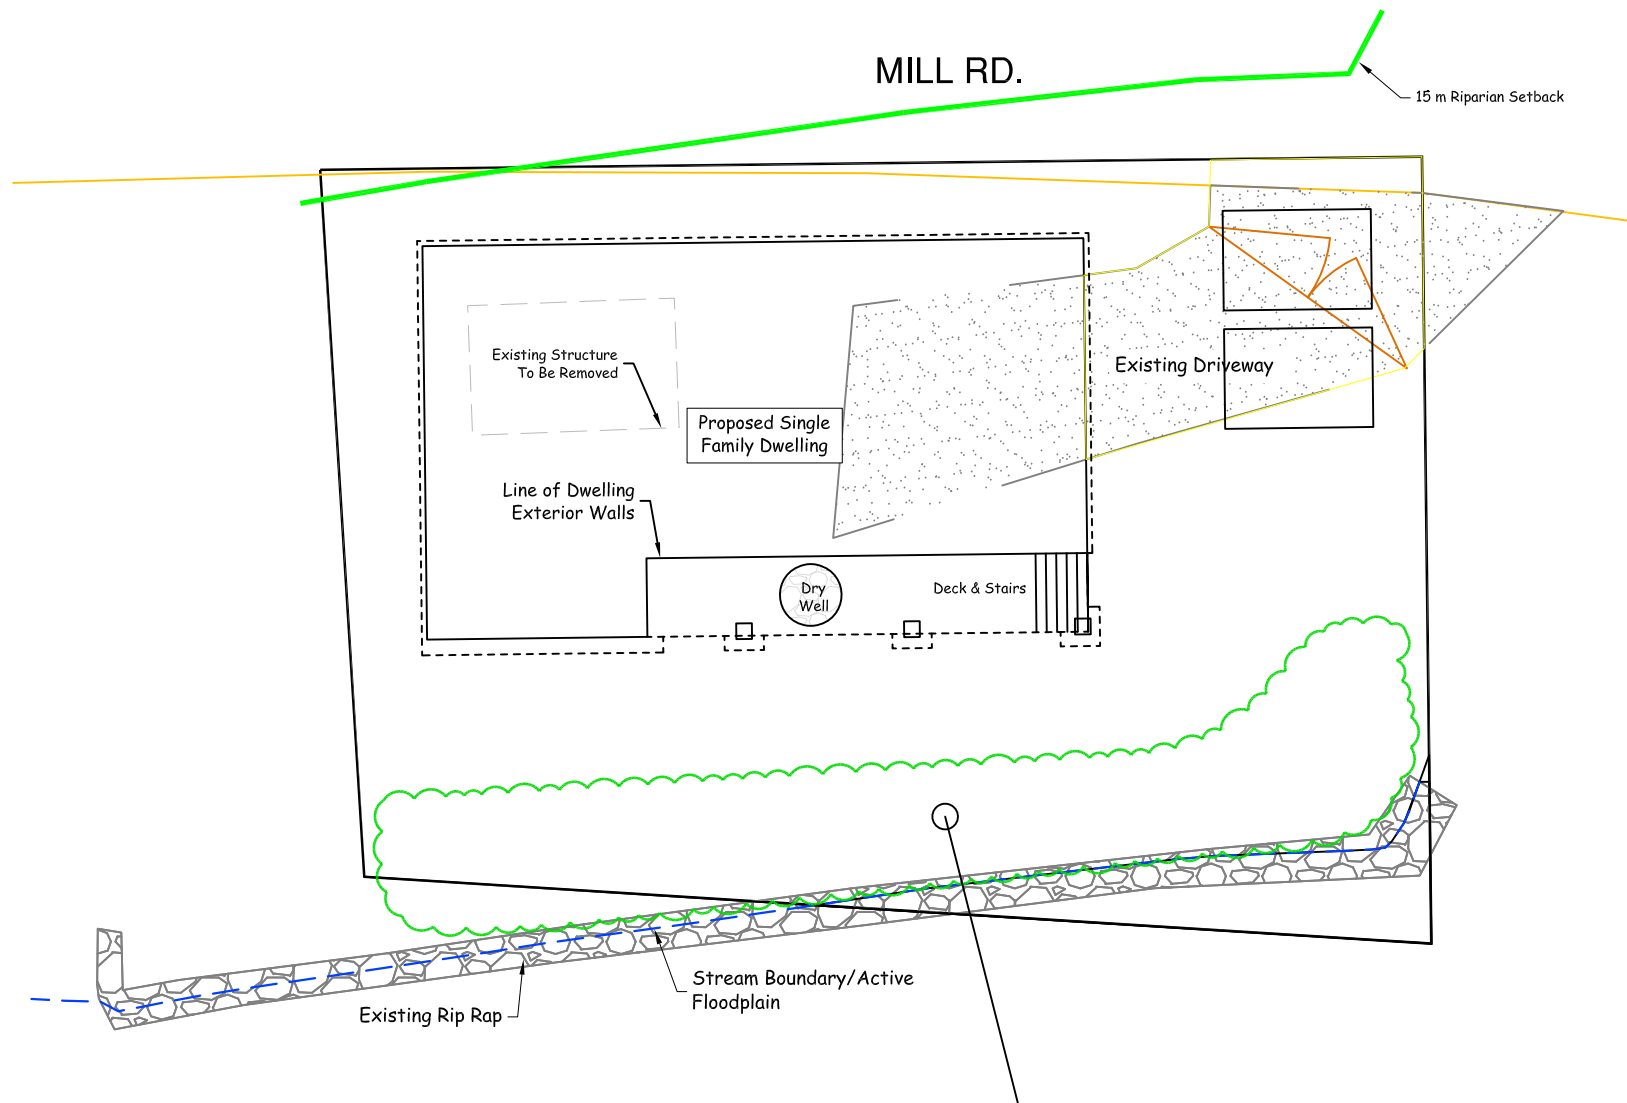 MILL RD.
15 m Riparian Setback
Existing Structure
To Be Removed
Existing Driveway
Proposed Single
Family Dwelling
Line of Dwelling
Exterior Walls
Dry
Well
Deck & Stairs
Stream Boundary/Active
Floodplain
Existing Rip Rap